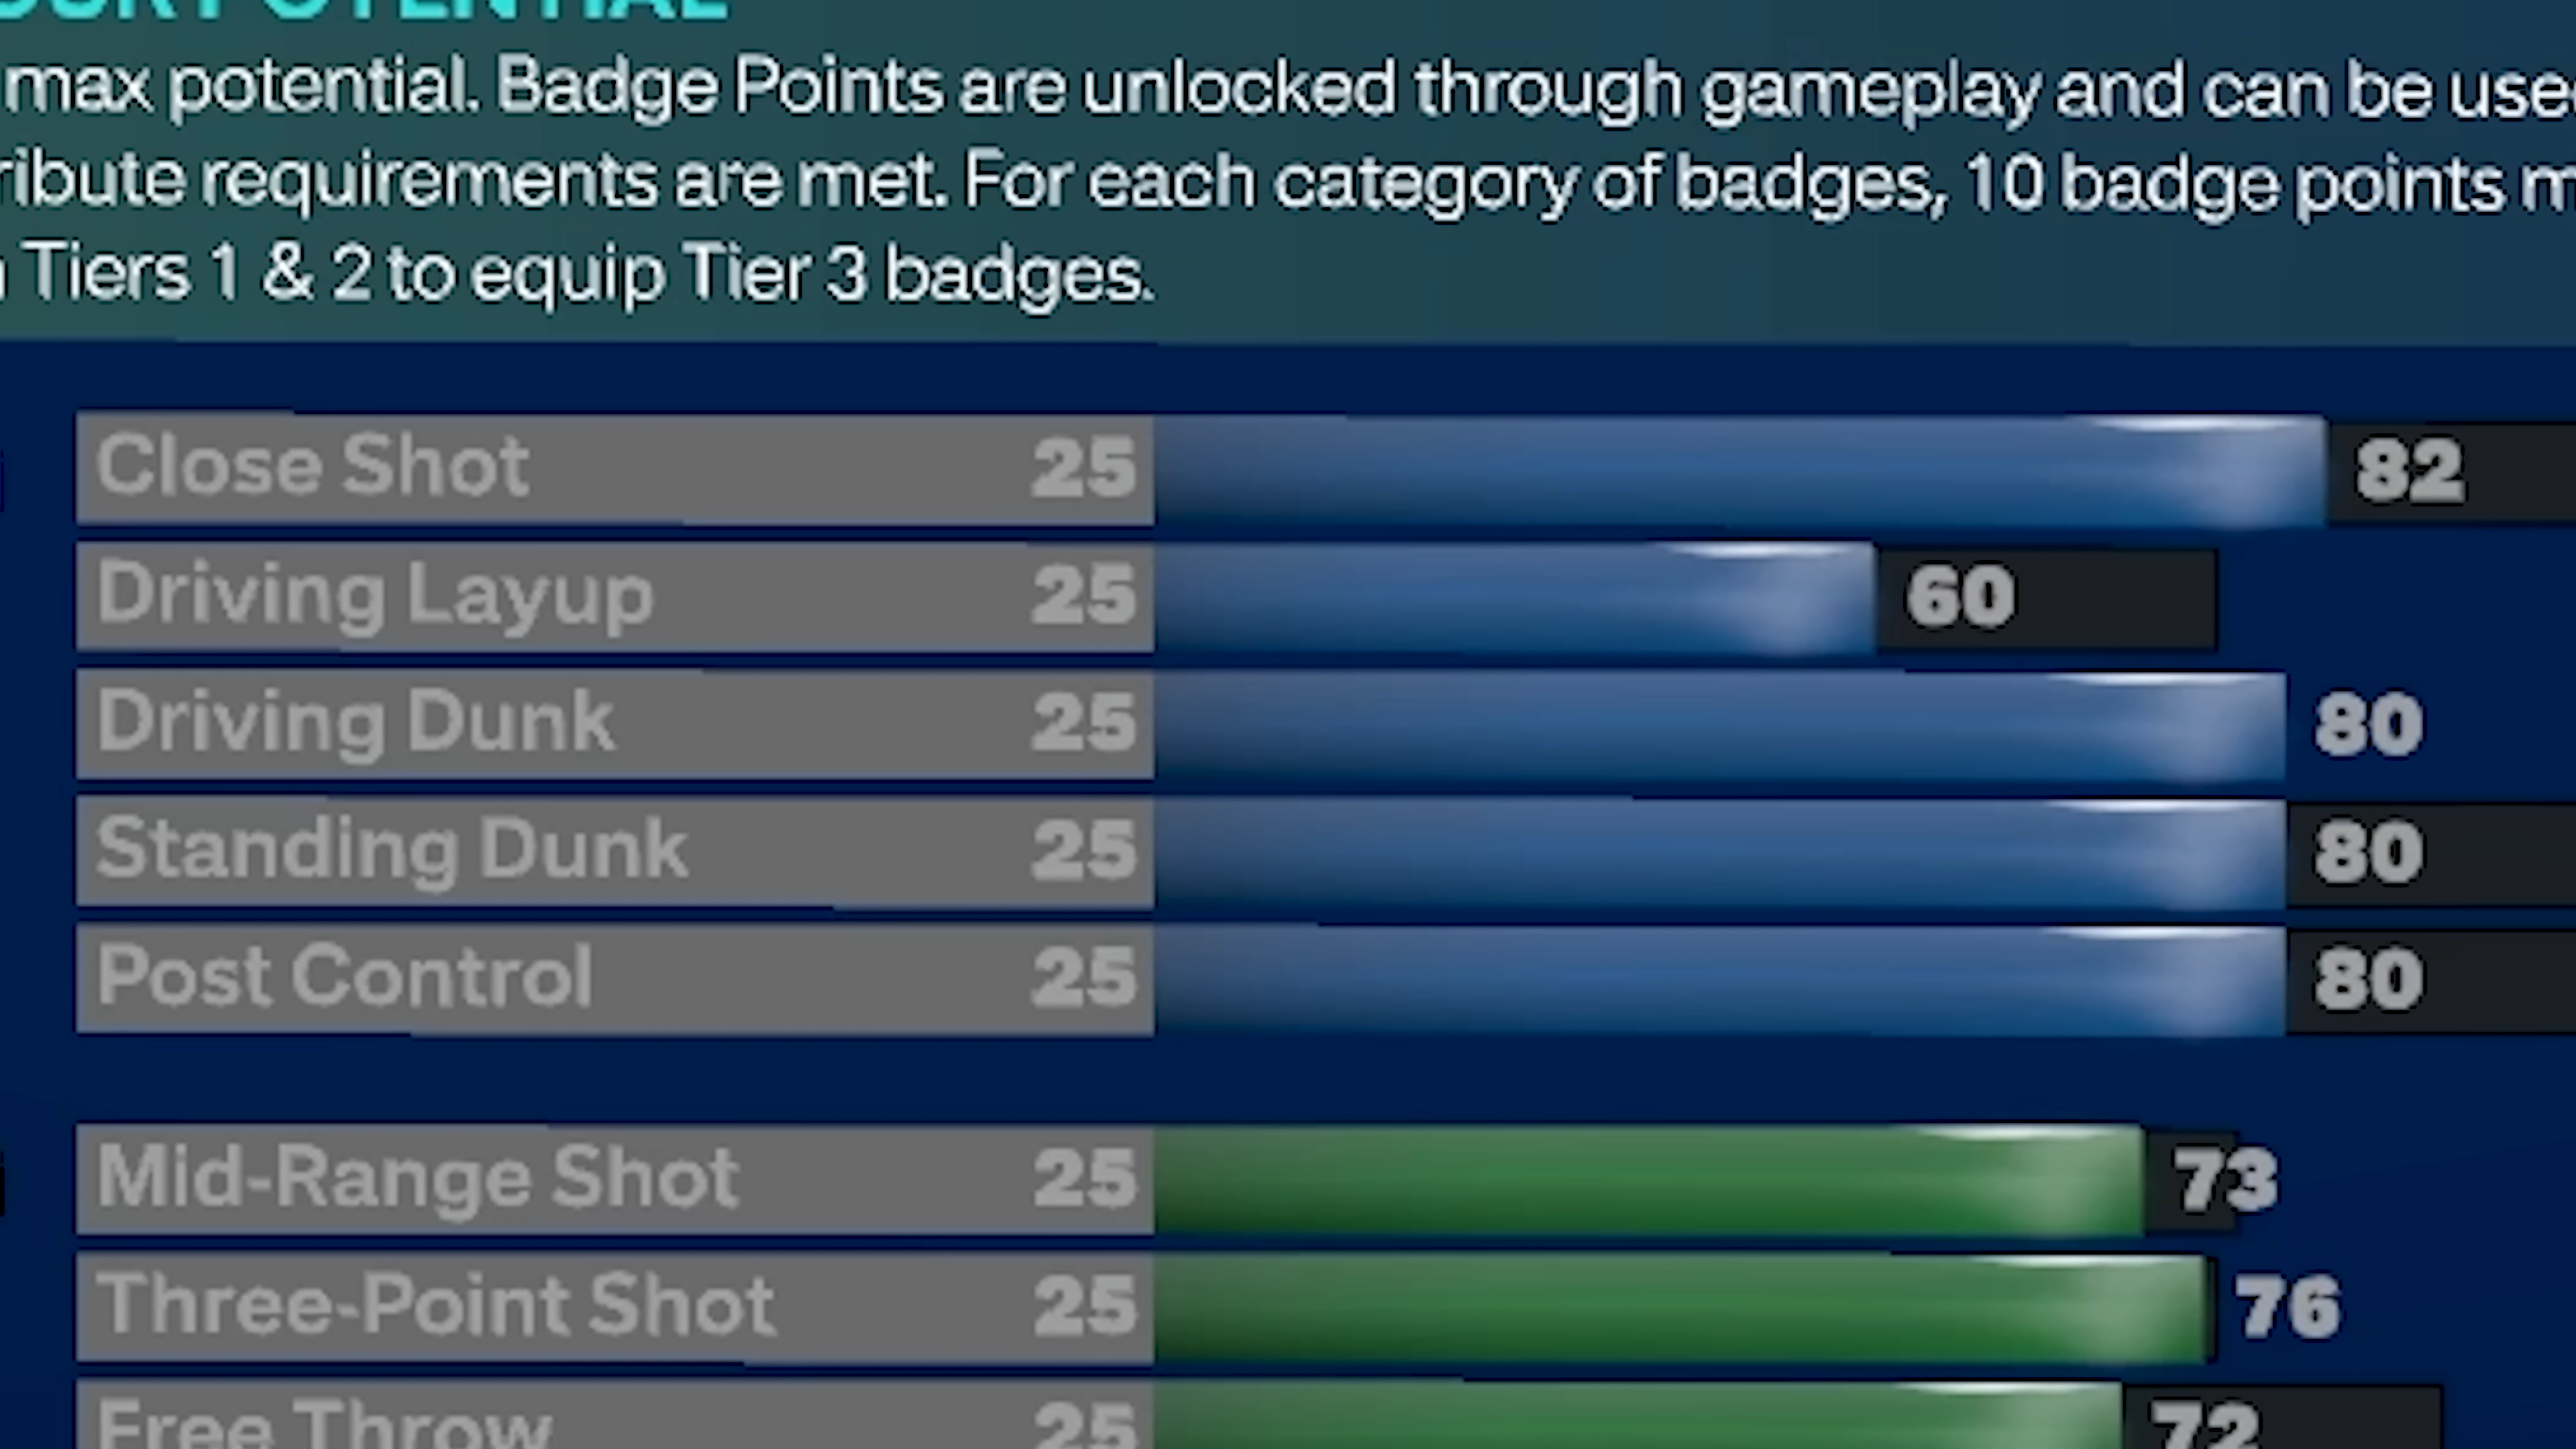 POTENTIAL
max potential. Badge Points are unlocked through gameplay and can be
requirements are met. For each category of badges, 10 badge points
Tiers 1 & 2 to equip Tier 3 badges.
Close Shot 25 82
Driving Layup 25 60
Driving Dunk 25 80
Standing Dunk 25 80
Post Control 25 80
Mid-Range Shot 25 73
Three-Point Shot 25 76
Free Throw 25 72